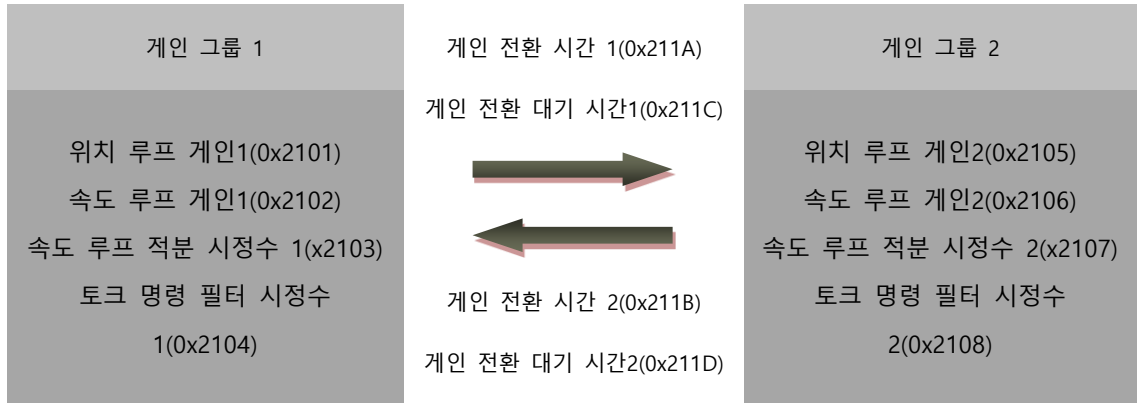 게인 그룹 1
위치 루프 게인1(0x2101)
속도 루프 게인1(0x2102)
속도 루프 적분 시정수 1(x2103)
토크 명령 필터 시정수
1(0x2104)
게인 전환 시간 1(0x211A)
게인 전환 대기 시간1(0x211C)
게인 전환 시간 2(0x211B)
게인 전환 대기 시간2(0x211D)
게인 그룹 2
위치 루프 게인2(0x2105)
속도 루프 게인2(0x2106)
속도 루프 적분 시정수 2(x2107)
토크 명령 필터 시정수
2(0x2108)